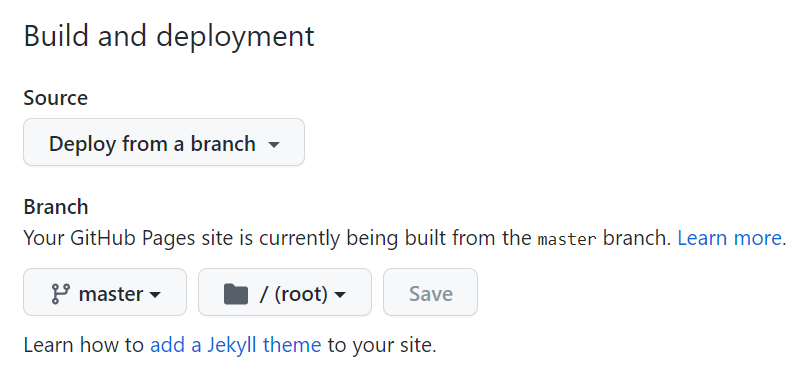 Build and deployment
Source
Deploy from a branch
Branch
Your GitHub Pages site is currently being built from the master branch. Learn more.
master / (root) Save
Learn how to add a Jekyll theme to your site.